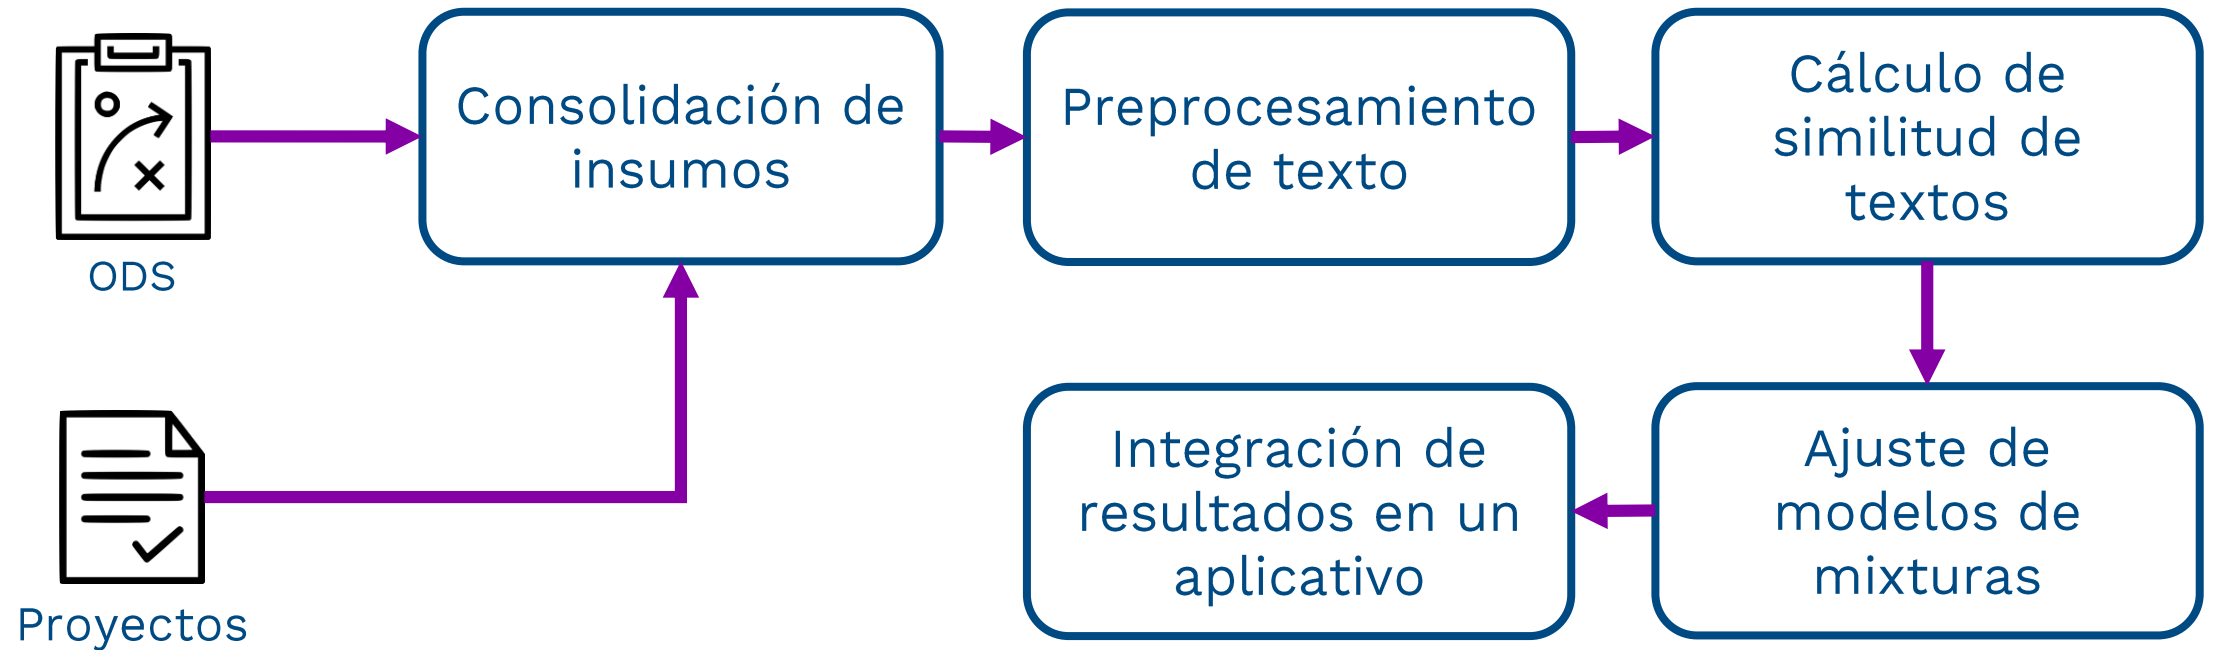 ODS
Consolidación de
insumos
Preprocesamiento
de texto
Cálculo de
similitud de
textos
Proyectos
Integración de
resultados en un
aplicativo
Ajuste de
modelos de
mixturas